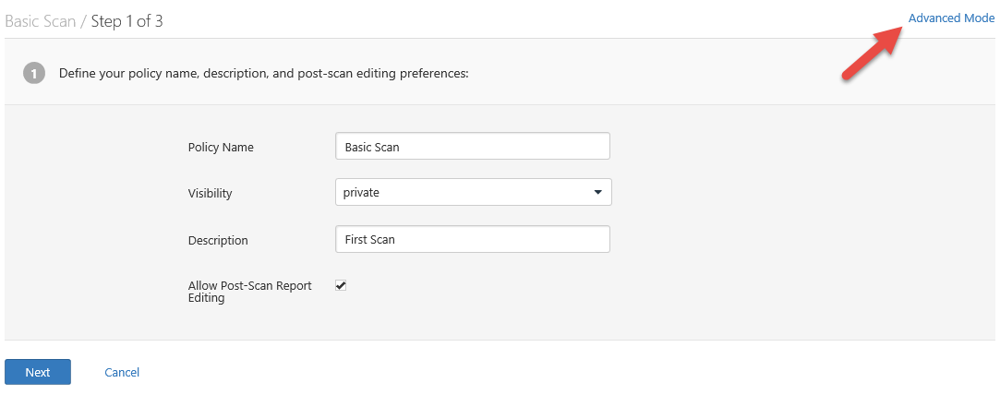 Basic Scan / Step 1 of 3
Advanced Mode
1 Define your policy name, description, and post-scan editing preferences:
Policy Name Basic Scan
Visibility private
Description First Scan
Allow Post-Scan Report
Editing
Next Cancel